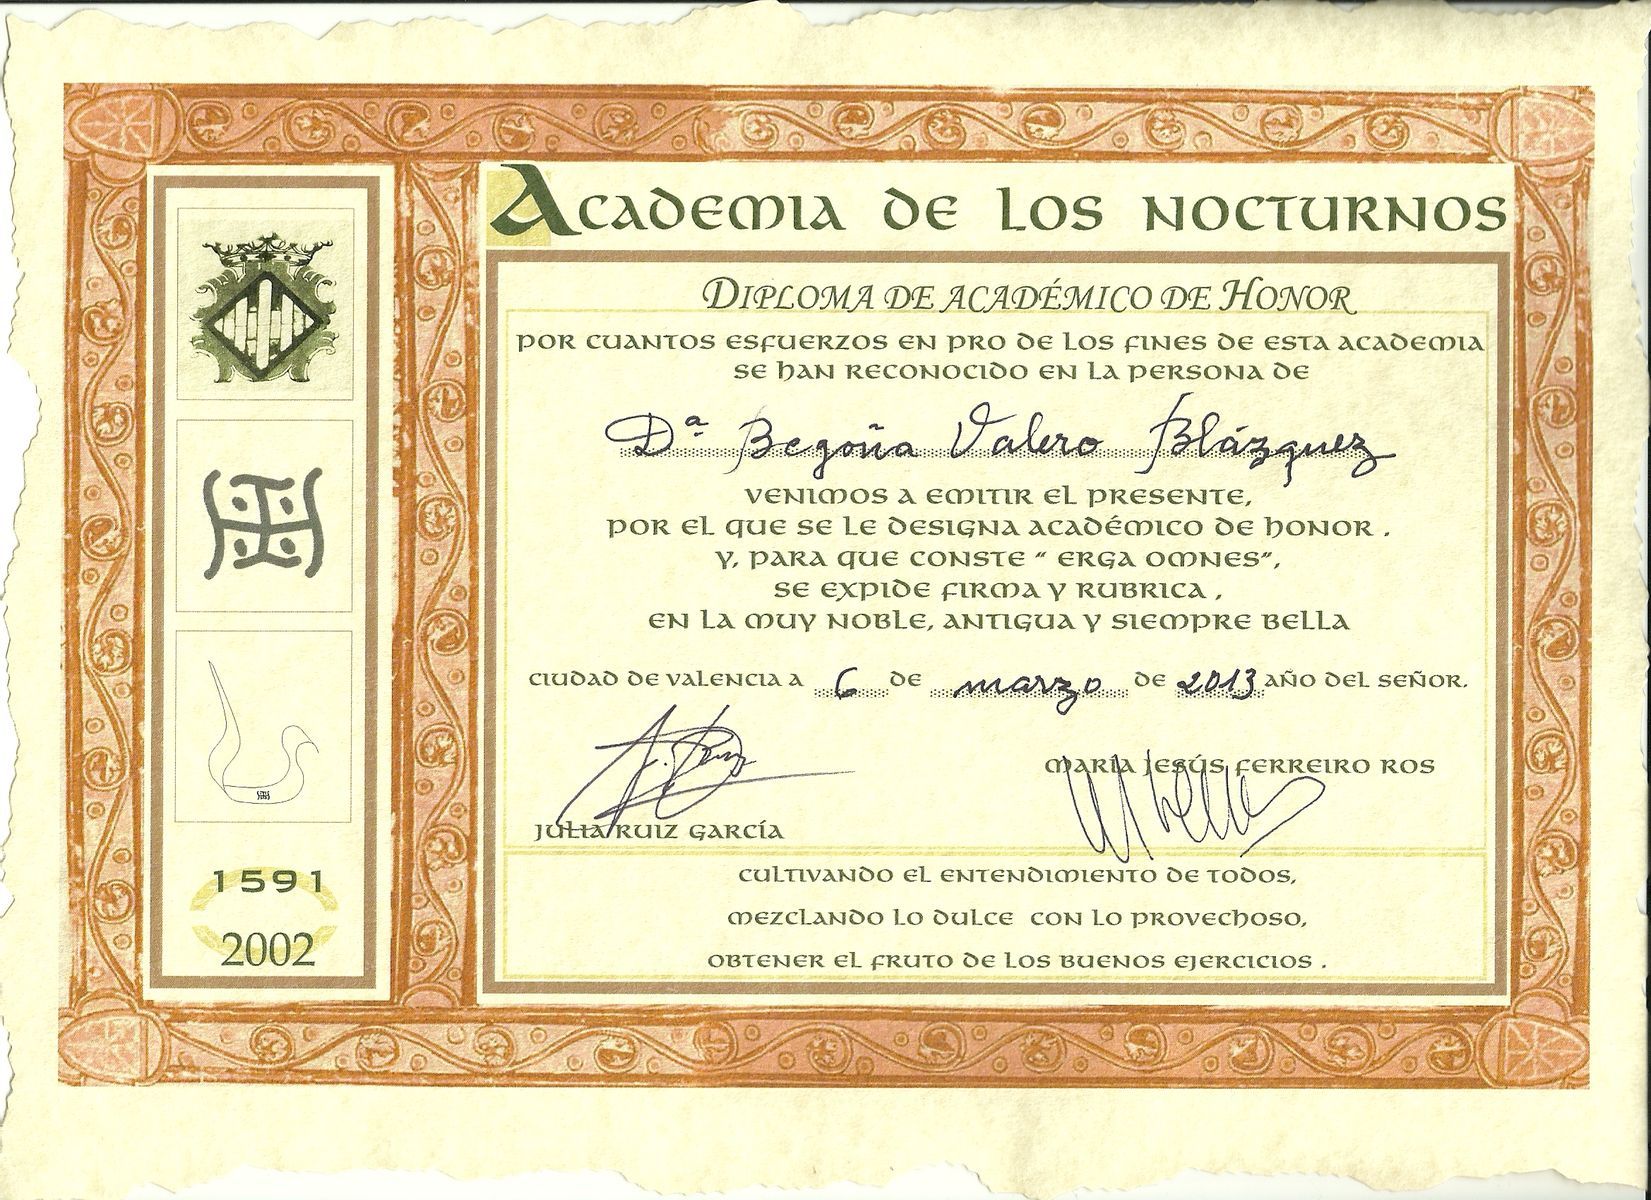 1591
2002
ACADEMIA DE LOS NOCTURNOS
DIPLOMA DE ACADÉMICO DE HONOR
POR CUANTOS ESFUERZOS EN PRO DE LOS FINES DE ESTA ACADEMIA
SE HAN RECONOCIDO EN LA PERSONA DE
Dª Begoña Valero Blázquez
VENIMOS A EMITIR EL PRESENTE,
POR EL QUE SE LE DESIGNA ACADÉMICO DE HONOR .
Y, PARA QUE CONSTE “ ERGA OMNES”,
SE EXPIDE FIRMA Y RUBRICA ,
EN LA MUY NOBLE, ANTIGUA Y SIEMPRE BELLA
CIUDAD DE VALENCIA A 6 DE marzo DE 2013 AÑO DEL SEÑOR.
MARÍA JESÚS FERREIRO ROS
JULIA RUIZ GARCÍA
CULTIVANDO EL ENTENDIMIENTO DE TODOS,
MEZCLANDO LO DULCE CON LO PROVECHOSO,
OBTENER EL FRUTO DE LOS BUENOS EJERCICIOS .